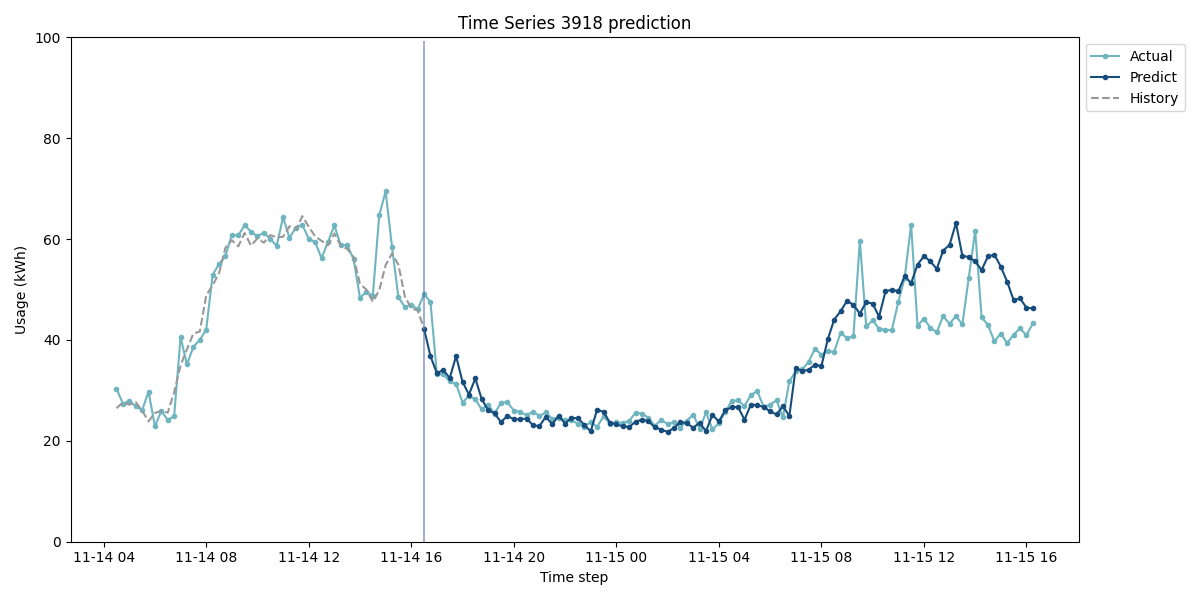 Time Series 3918 prediction
100
80
60
40
20
0
Usage (kWh)
11-14 04
11-14 08
11-14 12
11-14 16
11-14 20
11-15 00
11-15 04
11-15 08
11-15 12
11-15 16
Time step
Actual
Predict
History